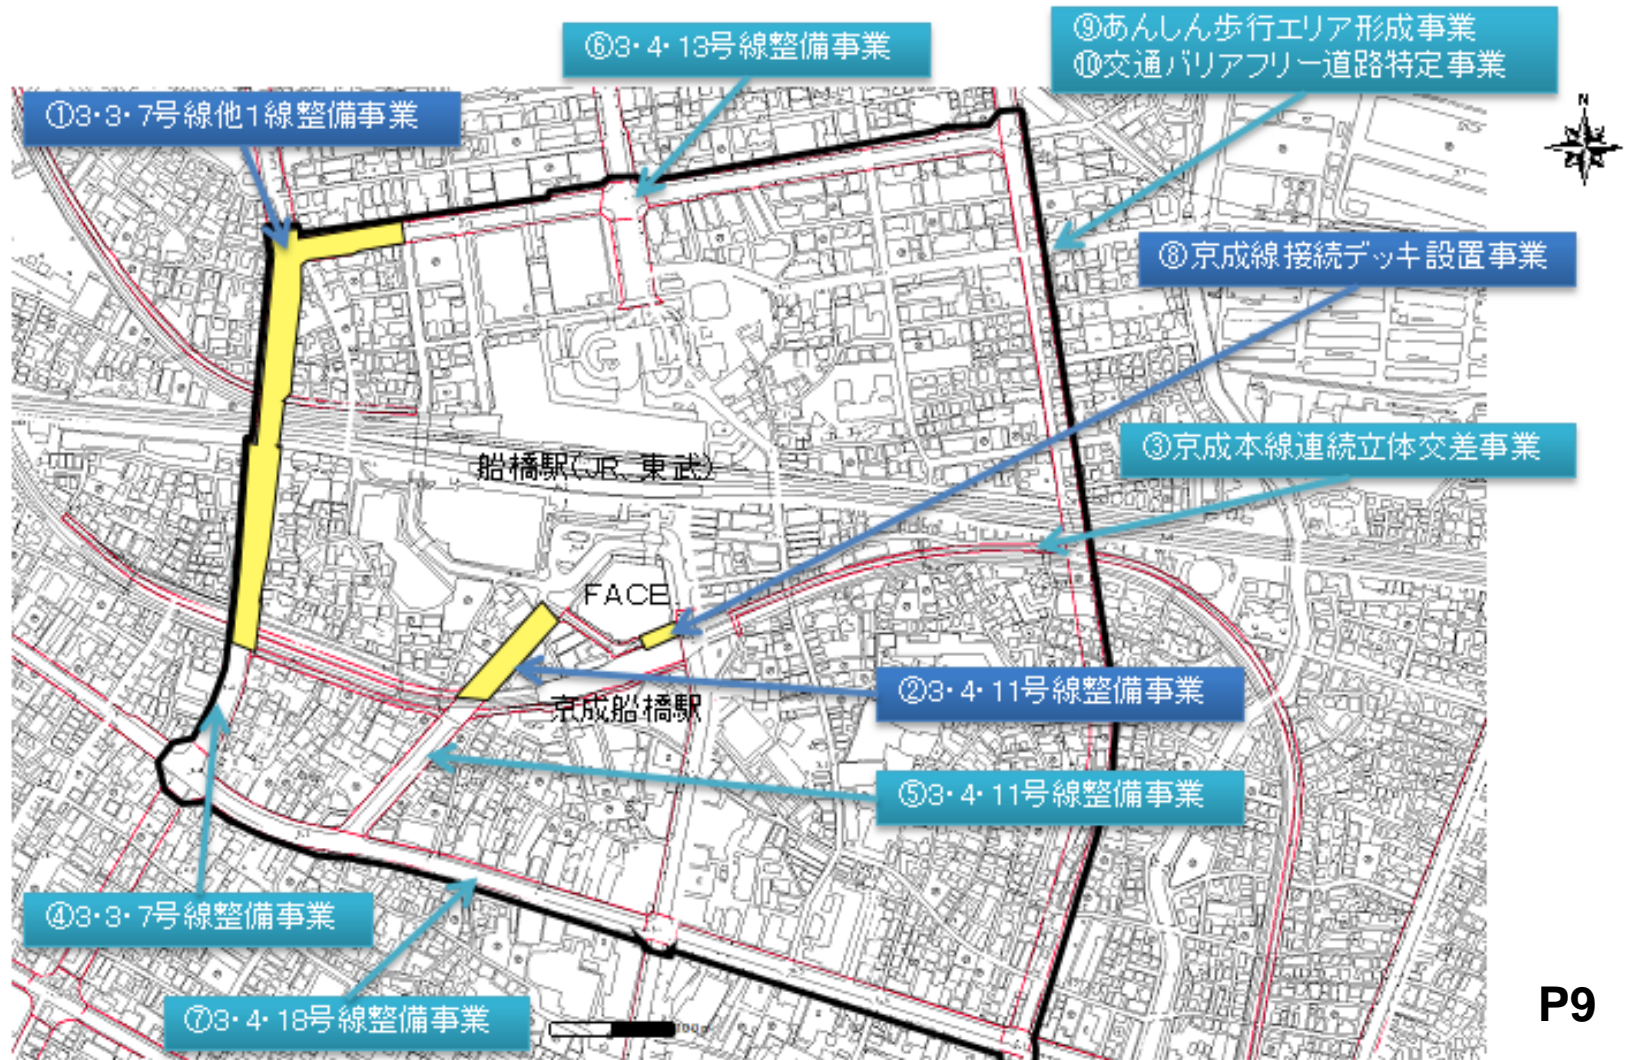 ⑥3・4・13号線整備事業
⑨あんしん歩行エリア形成事業
⑩交通バリアフリー道路特定事業
①3・3・7号線他1線整備事業
N
⑧京成線接続デッキ設置事業
③京成本線連続立体交差事業
船橋駅(JR、東武)
FACE
②3・4・11号線整備事業
京成船橋駅
⑤3・4・11号線整備事業
④3・3・7号線整備事業
⑦3・4・18号線整備事業
P9